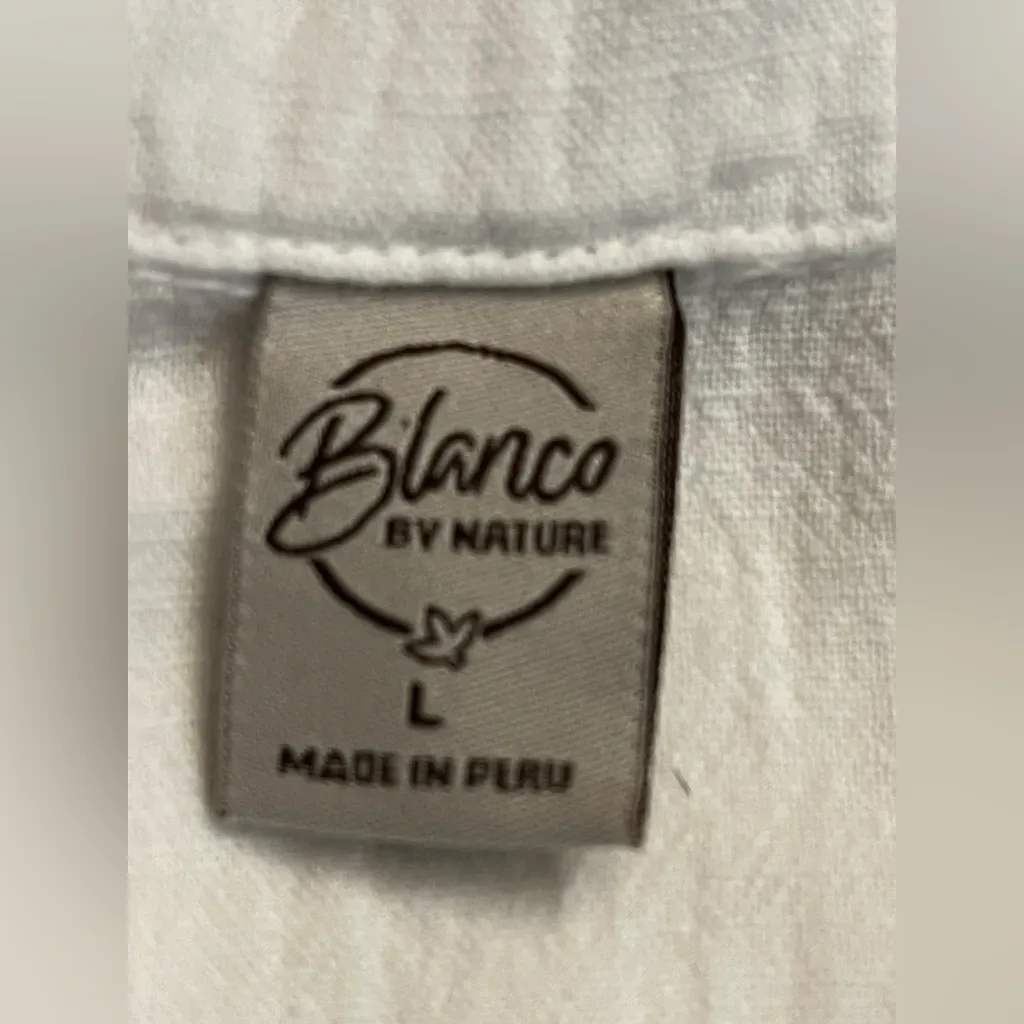 Blanco
BY NATURE
L
MADE IN PERU